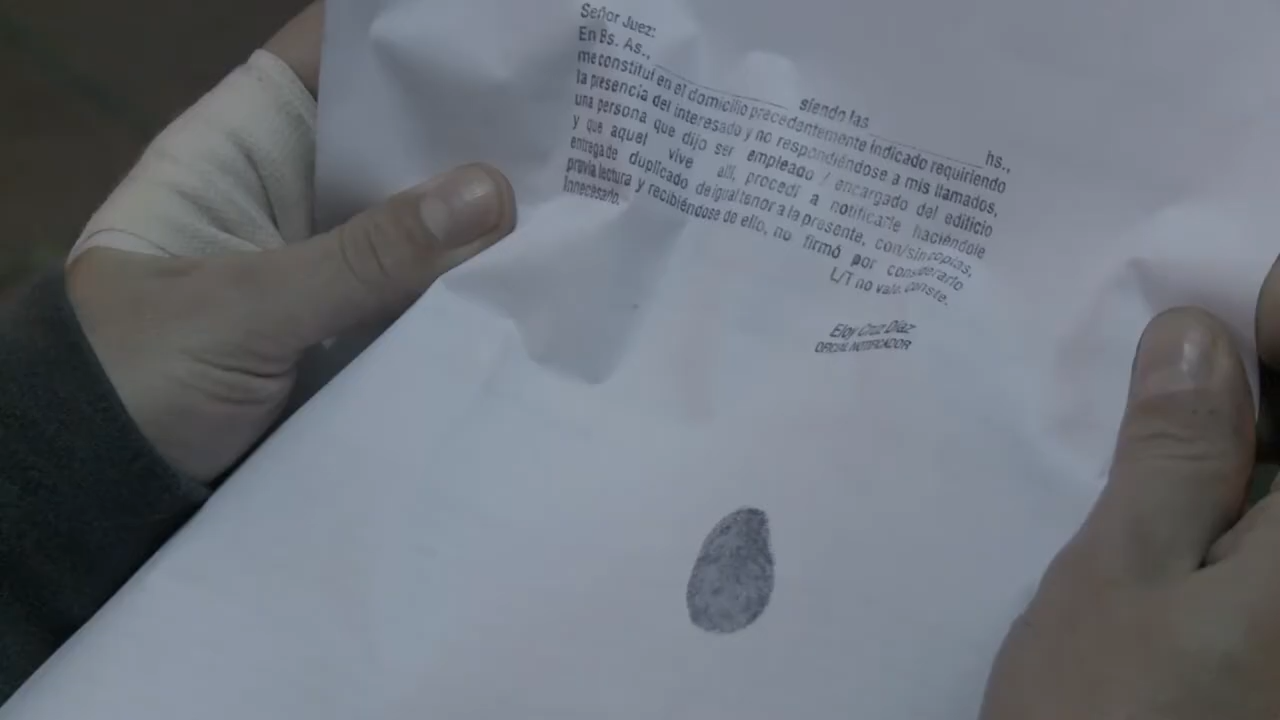 Señor Juez:
En Bs. As., ____________ siendo las ____________ hs.,
me constituí en el domicilio precedentemente indicado requiriendo
la presencia del interesado y no respondiéndose a mis llamados,
una persona que dijo ser empleado / encargado del edificio
y que aquel vive allí, procedí a notificarle haciéndole
entrega de duplicado de igual tenor a la presente, con/sin copias,
previa lectura y recibiéndose de ello, no firmó por considerarlo
innecesario.
L/T no vale. Conste.
Eloy Cruz Díaz
OFICIAL NOTIFICADOR